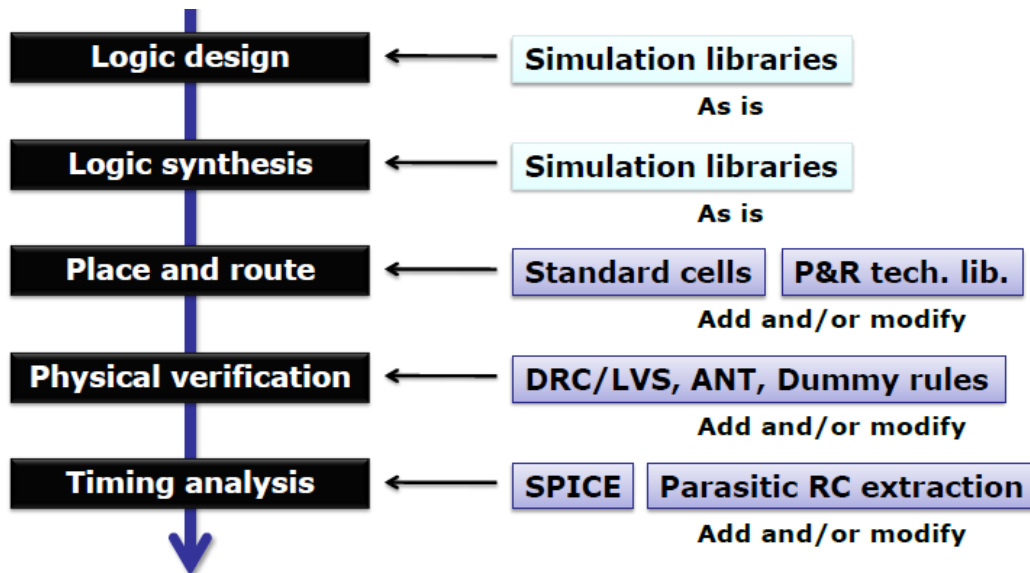 Logic design
Simulation libraries
As is
Logic synthesis
Simulation libraries
As is
Place and route
Standard cells
P&R tech. lib.
Add and/or modify
Physical verification
DRC/LVS, ANT, Dummy rules
Add and/or modify
Timing analysis
SPICE
Parasitic RC extraction
Add and/or modify